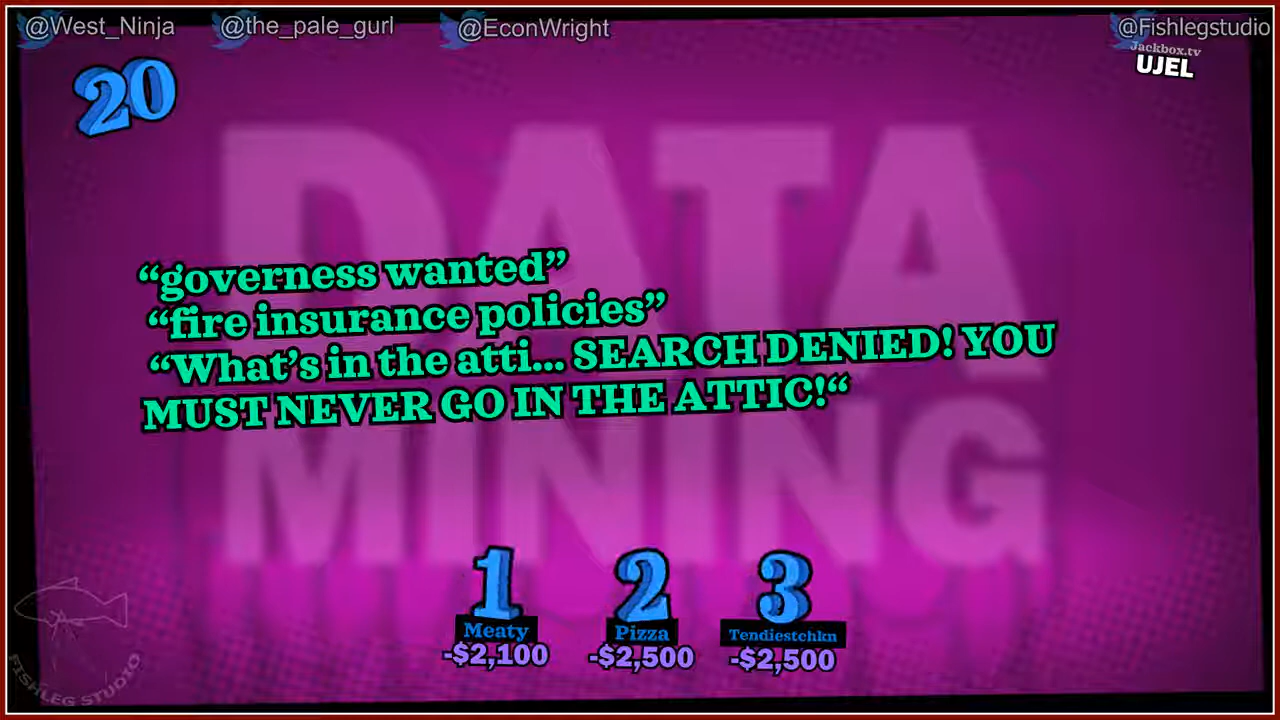 @West_Ninja @the_pale_gurl @EconWright @Fishlegstudio
Jackbox.tv
UJEL
20
DATA
MINING
“governess wanted”
“fire insurance policies”
“What’s in the atti... SEARCH DENIED! YOU
MUST NEVER GO IN THE ATTIC!“
1 2 3
Meaty Pizza Tendiestchkn
-$2,100 -$2,500 -$2,500
FISHLEG STUDIO